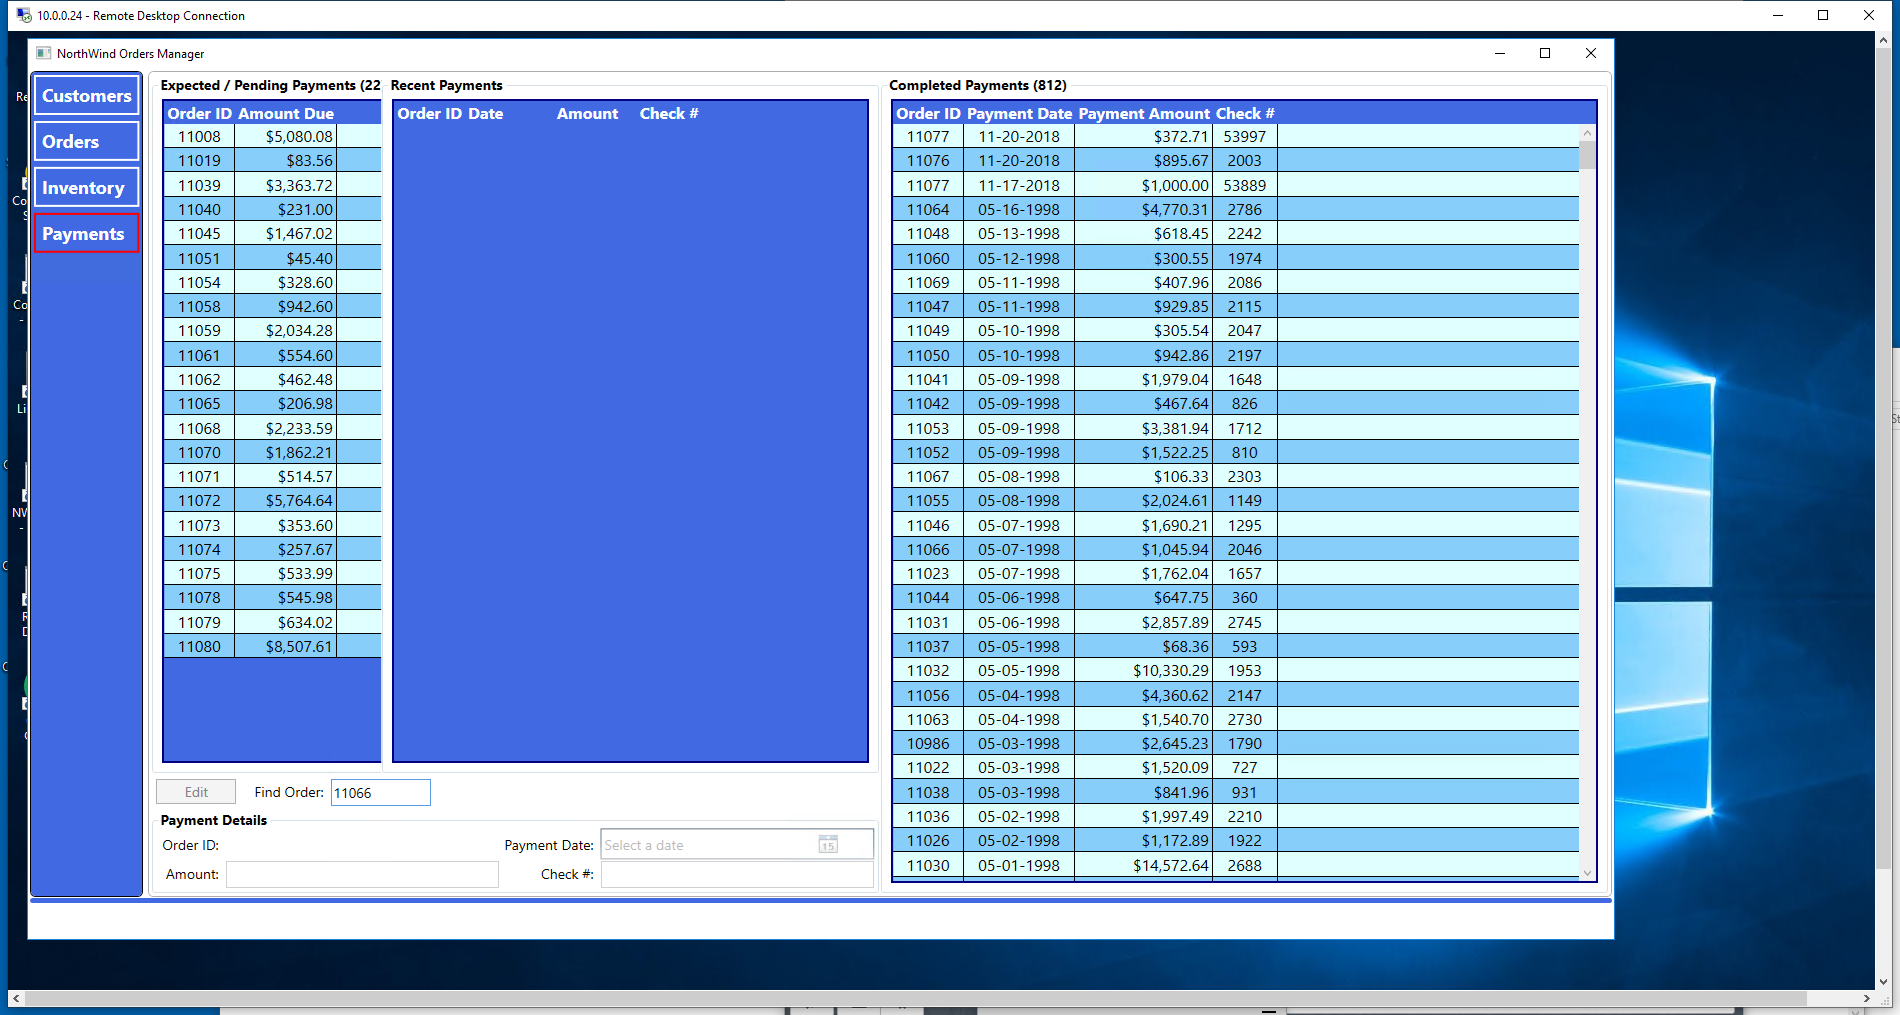 10.0.0.24 - Remote Desktop Connection
NorthWind Orders Manager
Customers
Orders
Inventory
Payments
Expected / Pending Payments (22
Order ID Amount Due
11008 $5,080.08
11019 $83.56
11039 $3,363.72
11040 $231.00
11045 $1,467.02
11051 $45.40
11054 $328.60
11058 $942.60
11059 $2,034.28
11061 $554.60
11062 $462.48
11065 $206.98
11068 $2,233.59
11070 $1,862.21
11071 $514.57
11072 $5,764.64
11073 $353.60
11074 $257.67
11075 $533.99
11078 $545.98
11079 $634.02
11080 $8,507.61
Recent Payments
Order ID Date Amount Check #
Edit Find Order: 11066
Payment Details
Order ID: Payment Date: Select a date 15
Amount: Check #:
Completed Payments (812)
Order ID Payment Date Payment Amount Check #
11077 11-20-2018 $372.71 53997
11076 11-20-2018 $895.67 2003
11077 11-17-2018 $1,000.00 53889
11064 05-16-1998 $4,770.31 2786
11048 05-13-1998 $618.45 2242
11060 05-12-1998 $300.55 1974
11069 05-11-1998 $407.96 2086
11047 05-11-1998 $929.85 2115
11049 05-10-1998 $305.54 2047
11050 05-10-1998 $942.86 2197
11041 05-09-1998 $1,979.04 1648
11042 05-09-1998 $467.64 826
11053 05-09-1998 $3,381.94 1712
11052 05-09-1998 $1,522.25 810
11067 05-08-1998 $106.33 2303
11055 05-08-1998 $2,024.61 1149
11046 05-07-1998 $1,690.21 1295
11066 05-07-1998 $1,045.94 2046
11023 05-07-1998 $1,762.04 1657
11044 05-06-1998 $647.75 360
11031 05-06-1998 $2,857.89 2745
11037 05-05-1998 $68.36 593
11032 05-05-1998 $10,330.29 1953
11056 05-04-1998 $4,360.62 2147
11063 05-04-1998 $1,540.70 2730
10986 05-03-1998 $2,645.23 1790
11022 05-03-1998 $1,520.09 727
11038 05-03-1998 $841.96 931
11036 05-02-1998 $1,997.49 2210
11026 05-02-1998 $1,172.89 1922
11030 05-01-1998 $14,572.64 2688